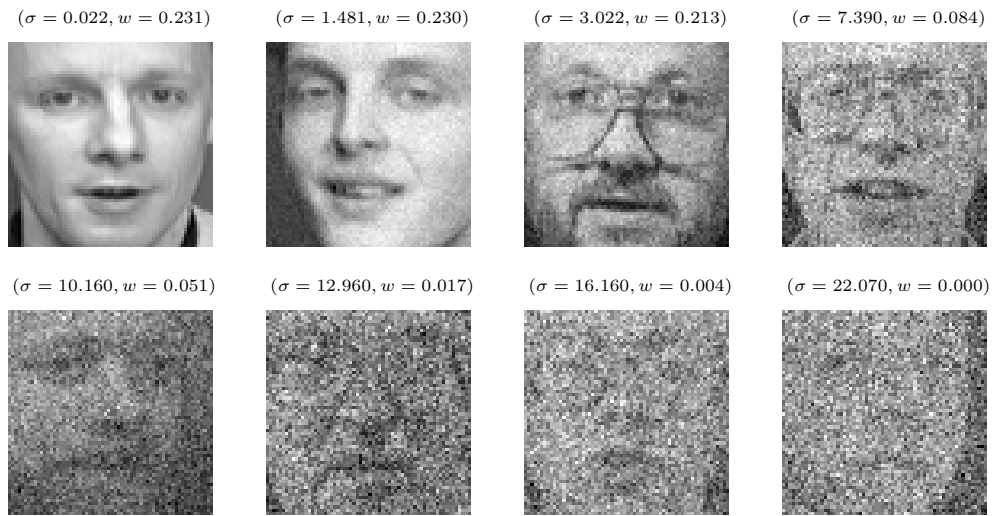 (σ = 0.022, w = 0.231)
(σ = 1.481, w = 0.230)
(σ = 3.022, w = 0.213)
(σ = 7.390, w = 0.084)
(σ = 10.160, w = 0.051)
(σ = 12.960, w = 0.017)
(σ = 16.160, w = 0.004)
(σ = 22.070, w = 0.000)